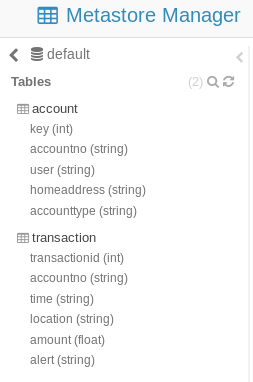 Metastore Manager
default
Tables (2)
account
key (int)
accountno (string)
user (string)
homeaddress (string)
accounttype (string)
transaction
transactionid (int)
accountno (string)
time (string)
location (string)
amount (float)
alert (string)